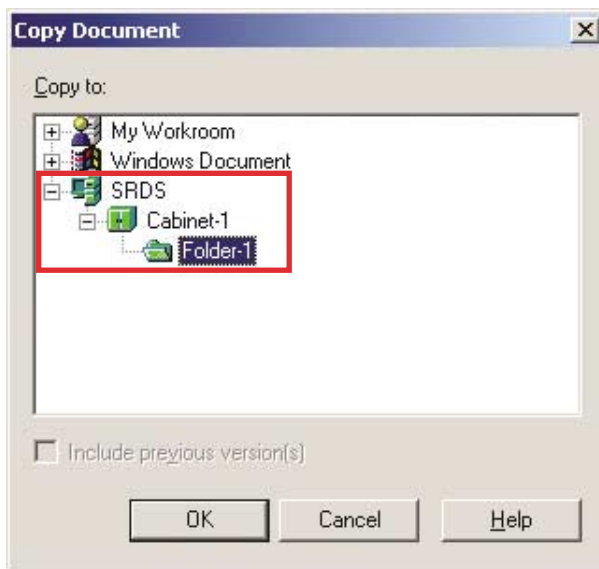 Copy Document
Copy to:
My Workroom
Windows Document
SRDS
Cabinet-1
Folder-1
Include previous version(s)
OK Cancel Help